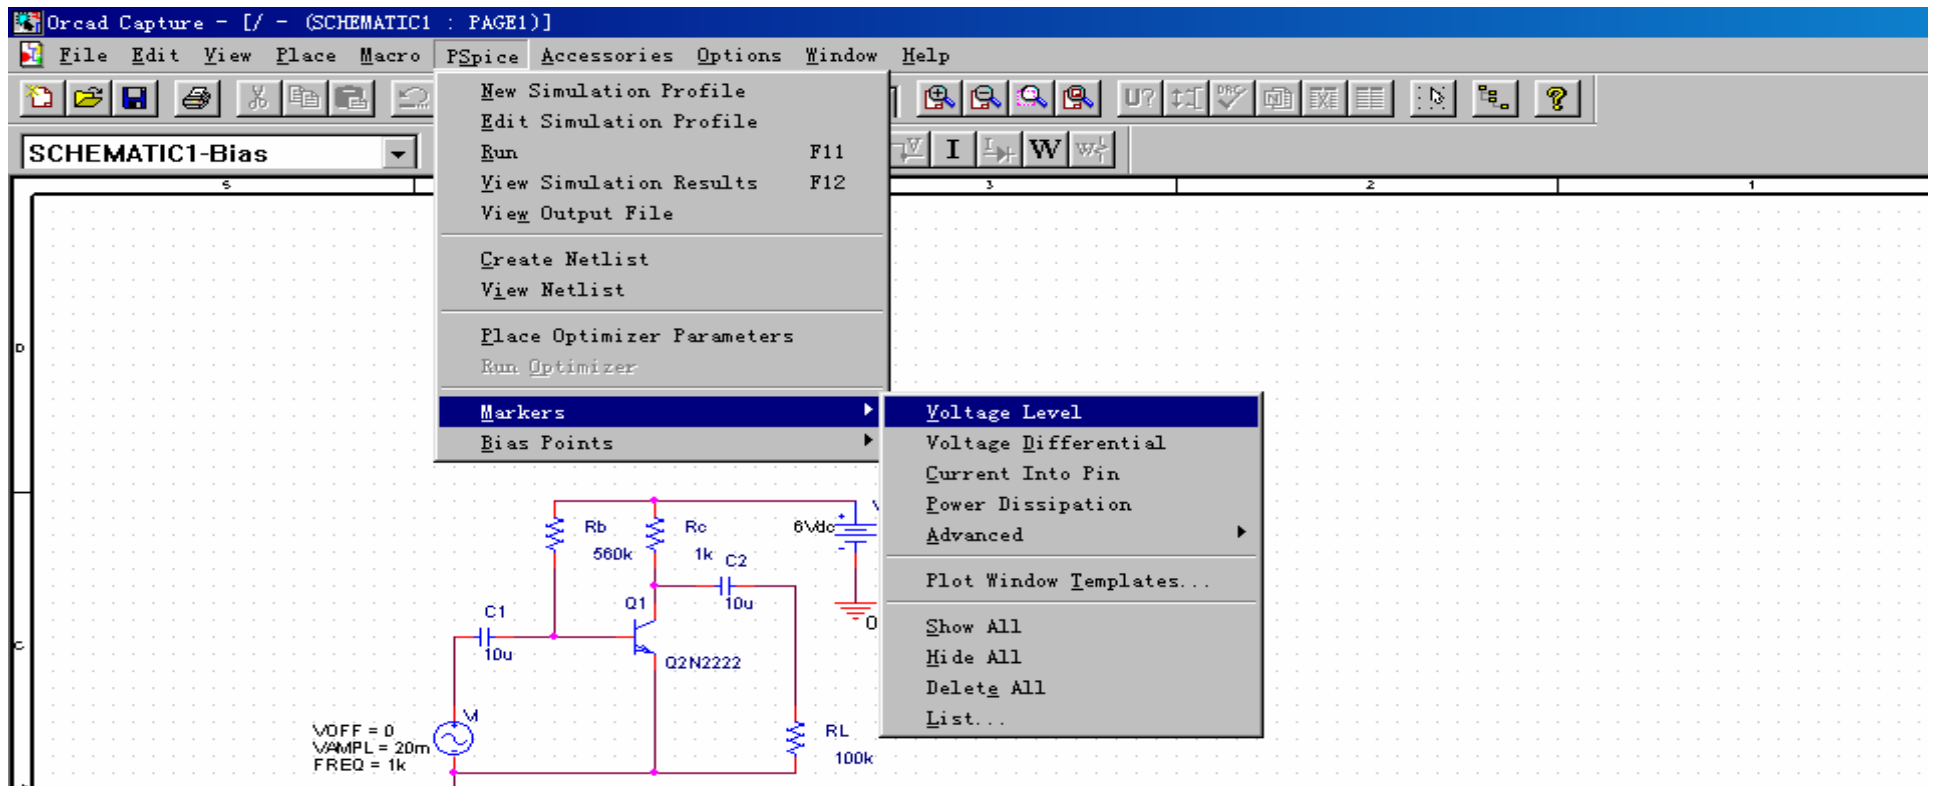 Orcad Capture - [/ - (SCHEMATIC1 : PAGE1)]
File Edit View Place Macro PSpice Accessories Options Window Help
New Simulation Profile
Edit Simulation Profile
Run F11
View Simulation Results F12
View Output File
Create Netlist
View Netlist
Place Optimizer Parameters
Run Optimizer
Markers
Bias Points
U? DRC EXE
SCHEMATIC1-Bias
V I I W W
5 3 2 1
D
C
Voltage Level
Voltage Differential
Current Into Pin
Power Dissipation
Advanced
Plot Window Templates...
Show All
Hide All
Delete All
List...
Rb
560k
Rc
1k
6Vdc
C2
10u
0
C1
10u
Q1
Q2N2222
VOFF = 0
VAMPL = 20m
FREQ = 1k
RL
100k